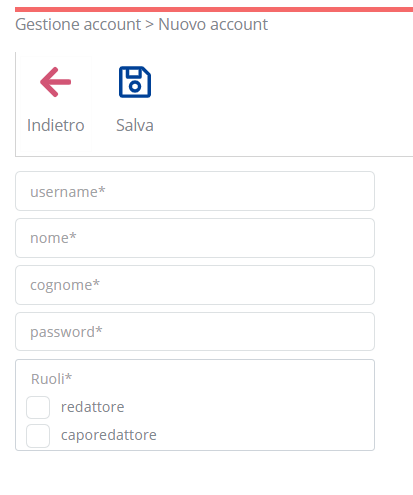 Gestione account > Nuovo account
Indietro Salva
username*
nome*
cognome*
password*
Ruoli*
redattore
caporedattore